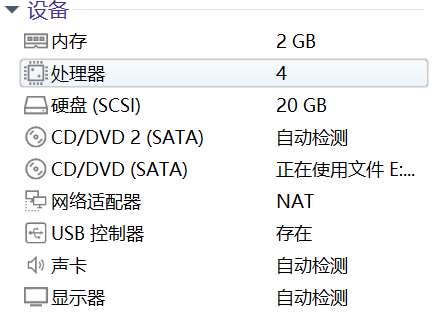 设备
内存 2 GB
处理器 4
硬盘 (SCSI) 20 GB
CD/DVD 2 (SATA) 自动检测
CD/DVD (SATA) 正在使用文件 E:...
网络适配器 NAT
USB 控制器 存在
声卡 自动检测
显示器 自动检测